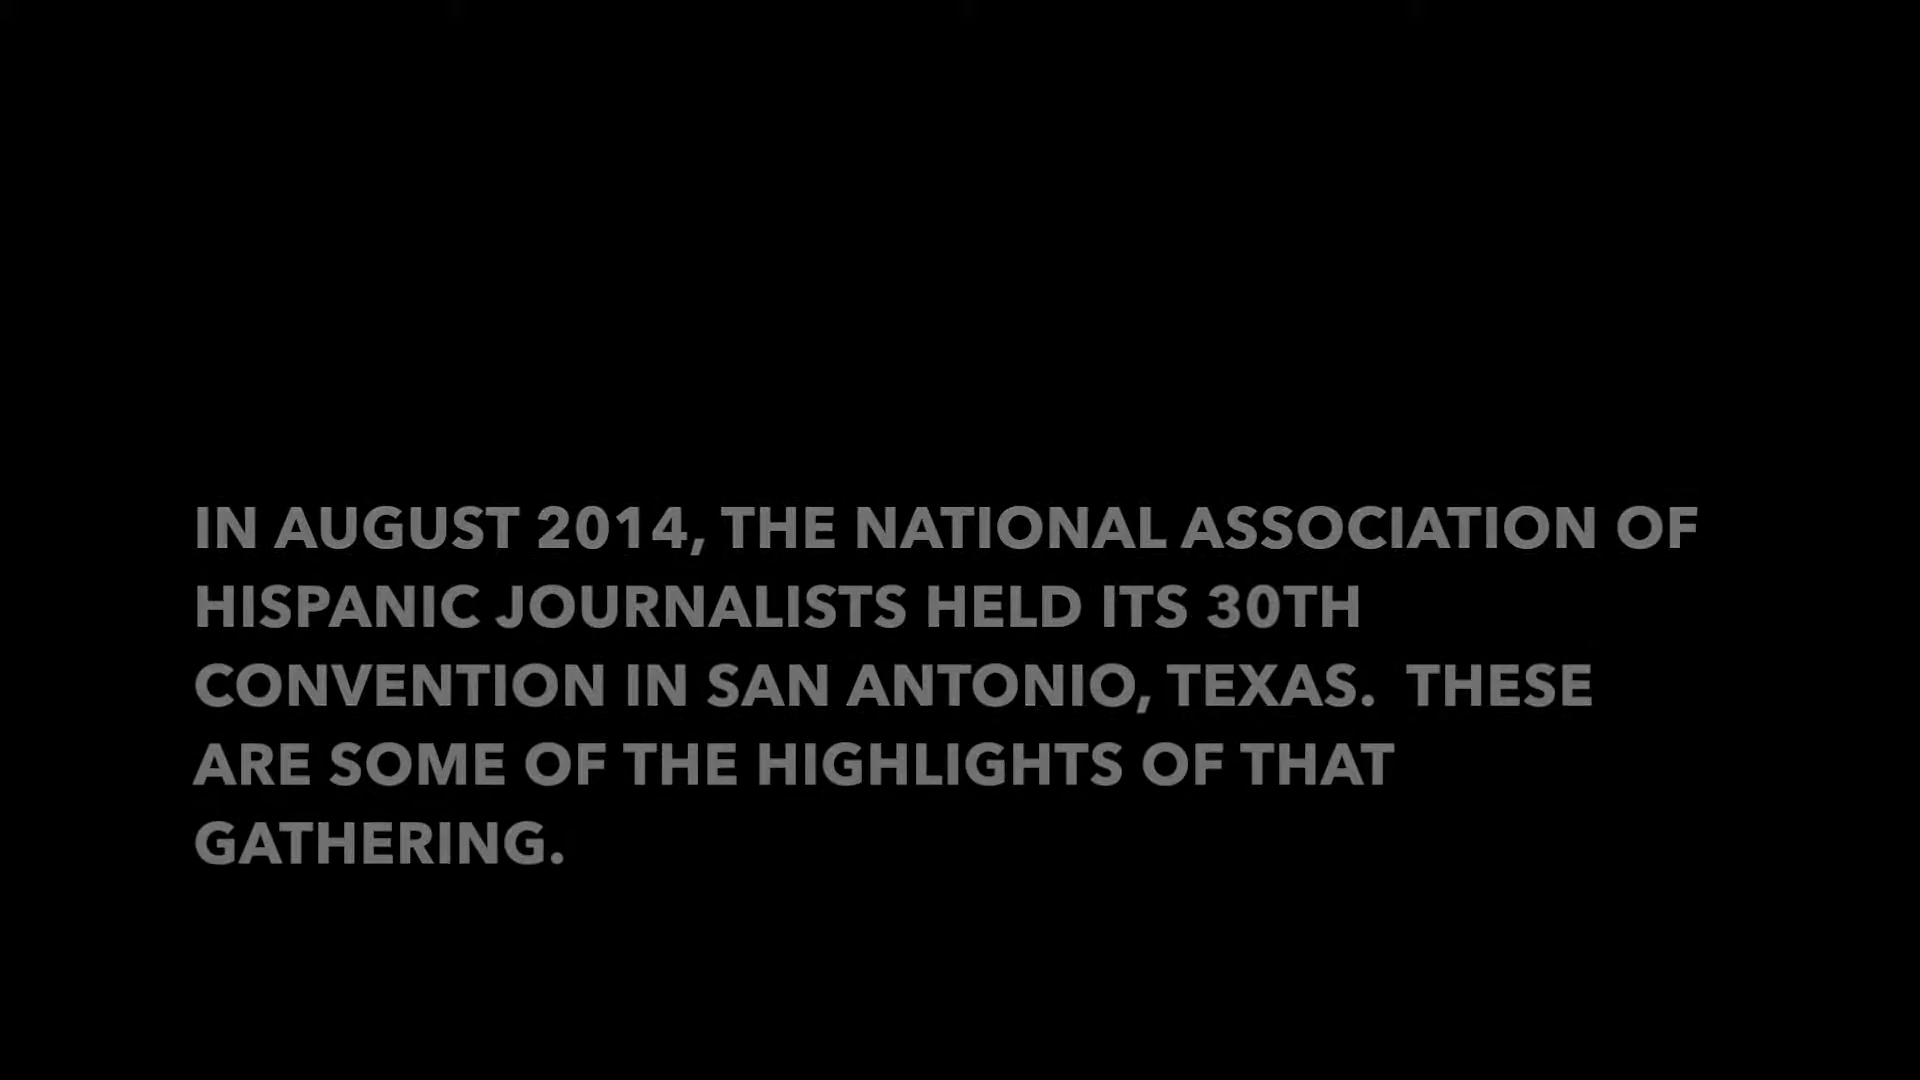 IN AUGUST 2014, THE NATIONAL ASSOCIATION OF
HISPANIC JOURNALISTS HELD ITS 30TH
CONVENTION IN SAN ANTONIO, TEXAS.  THESE
ARE SOME OF THE HIGHLIGHTS OF THAT
GATHERING.